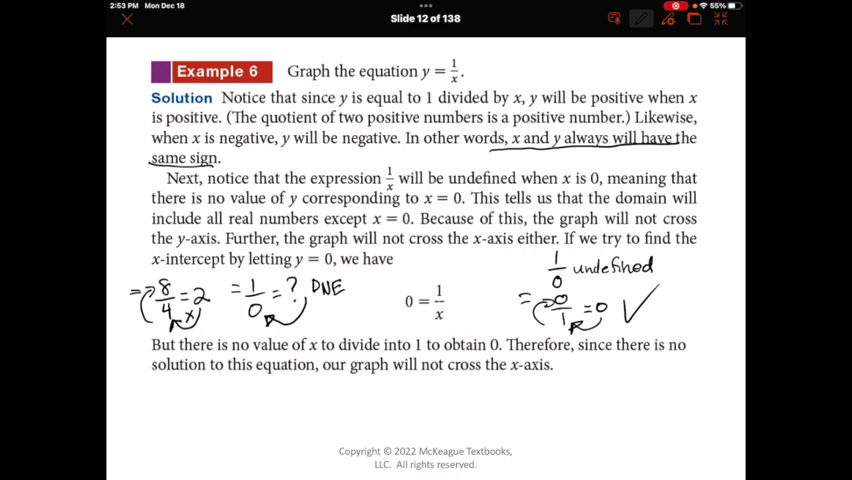 2:53 PM Mon Dec 18
55%
Slide 12 of 138
Example 6 Graph the equation y = 1/x.
Solution Notice that since y is equal to 1 divided by x, y will be positive when x
is positive. (The quotient of two positive numbers is a positive number.) Likewise,
when x is negative, y will be negative. In other words, x and y always will have the
same sign.
Next, notice that the expression 1/x will be undefined when x is 0, meaning that
there is no value of y corresponding to x = 0. This tells us that the domain will
include all real numbers except x = 0. Because of this, the graph will not cross
the y-axis. Further, the graph will not cross the x-axis either. If we try to find the
x-intercept by letting y = 0, we have
1/0 undefined
= 8/4 = 2 x
= 1/0 = ? DNE
0 = 1/x
= 0/1 = 0 ✓
But there is no value of x to divide into 1 to obtain 0. Therefore, since there is no
solution to this equation, our graph will not cross the x-axis.
Copyright © 2022 McKeague Textbooks,
LLC. All rights reserved.